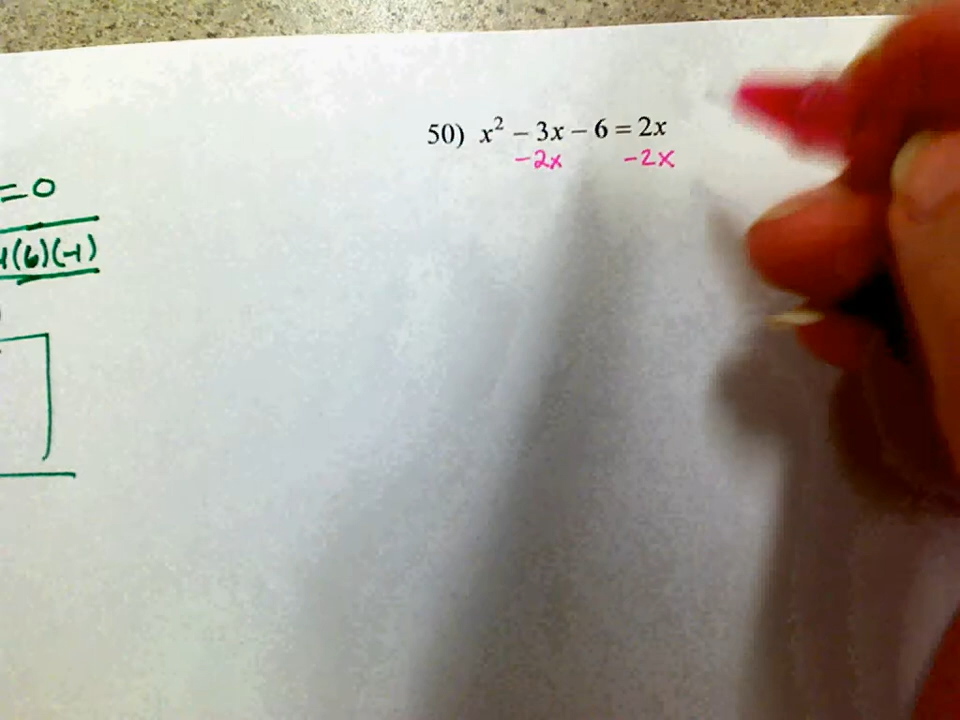 50) x² − 3x − 6 = 2x
−2x −2x
=0
(6)(-1)